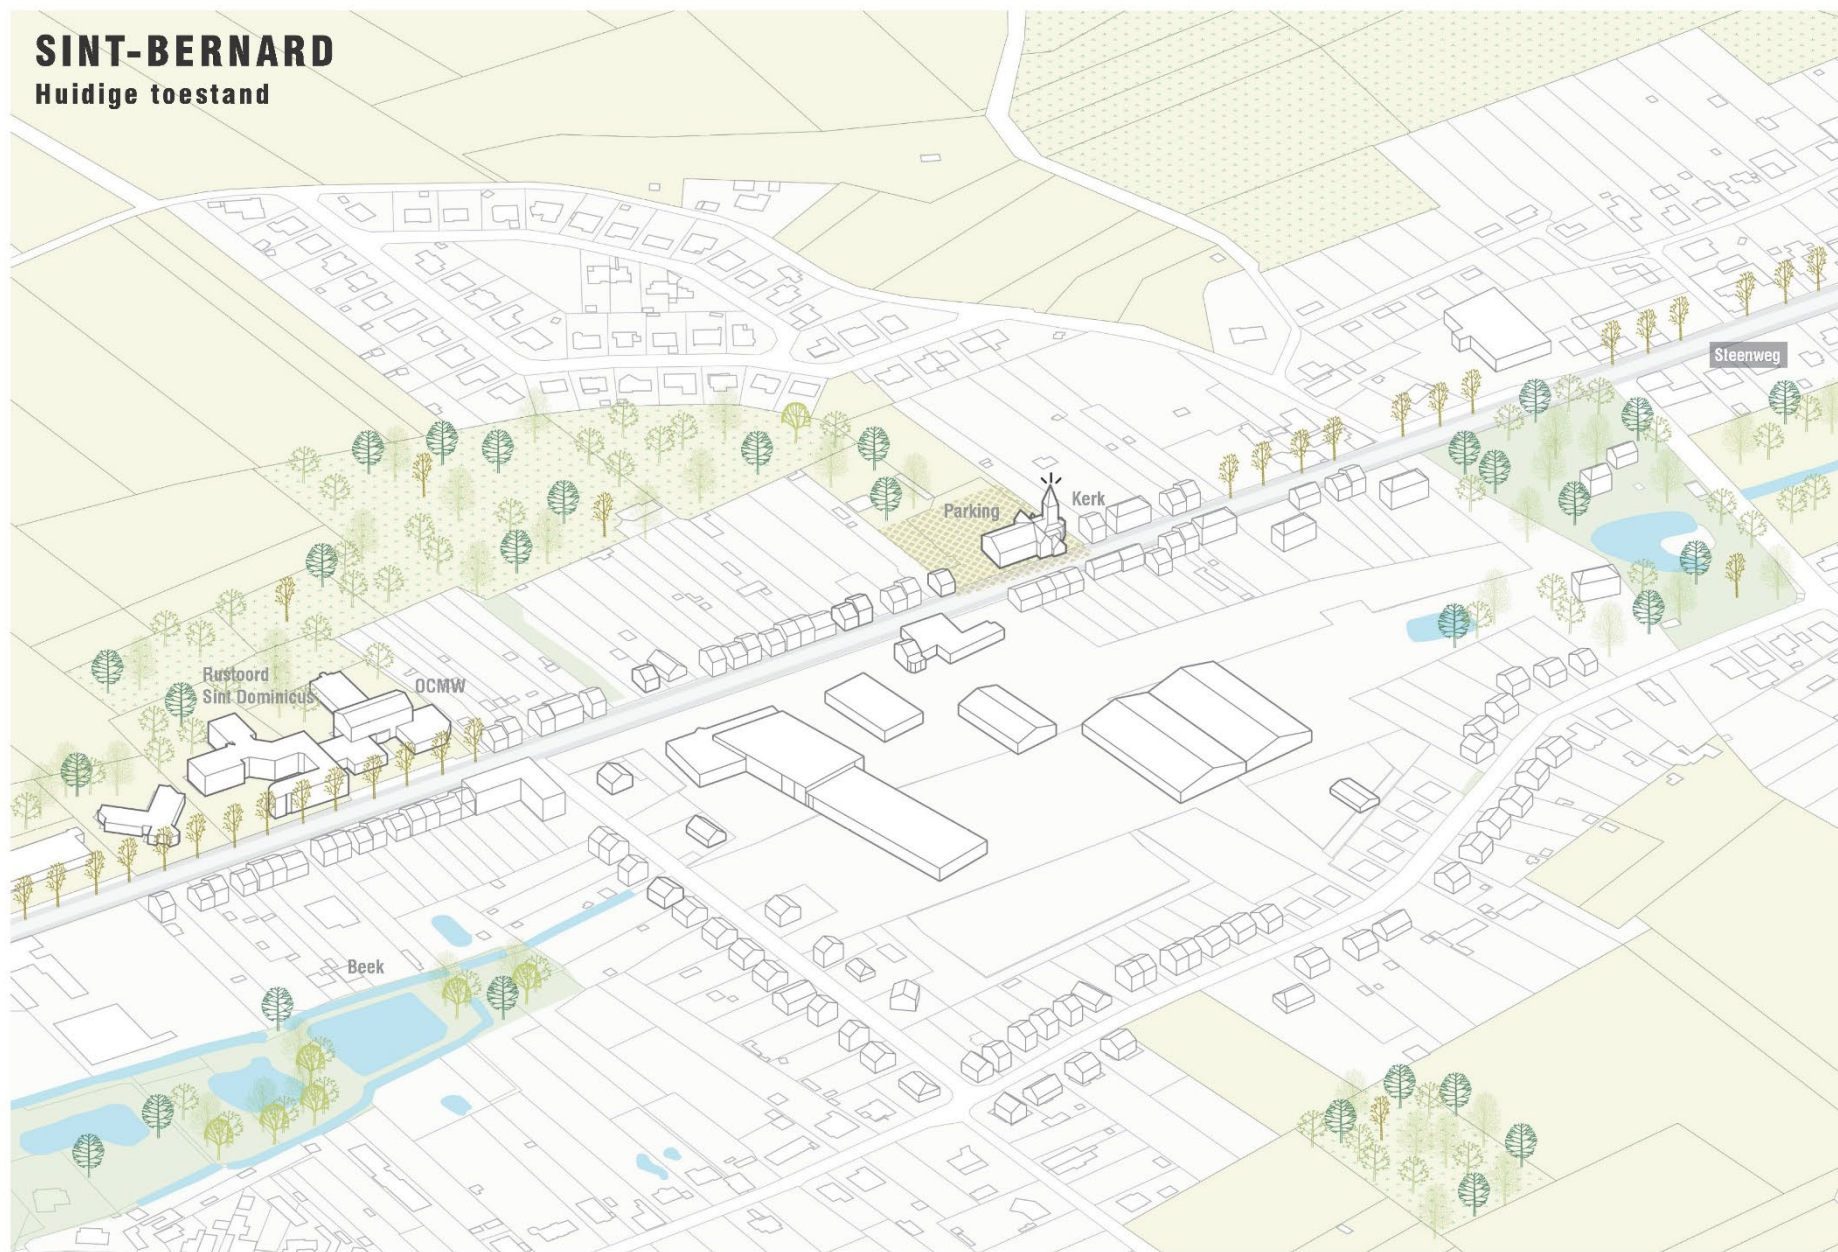 SINT-BERNARD
Huidige toestand
Steenweg
Kerk
Parking
Rustoord
Sint Dominicus
OCMW
Beek